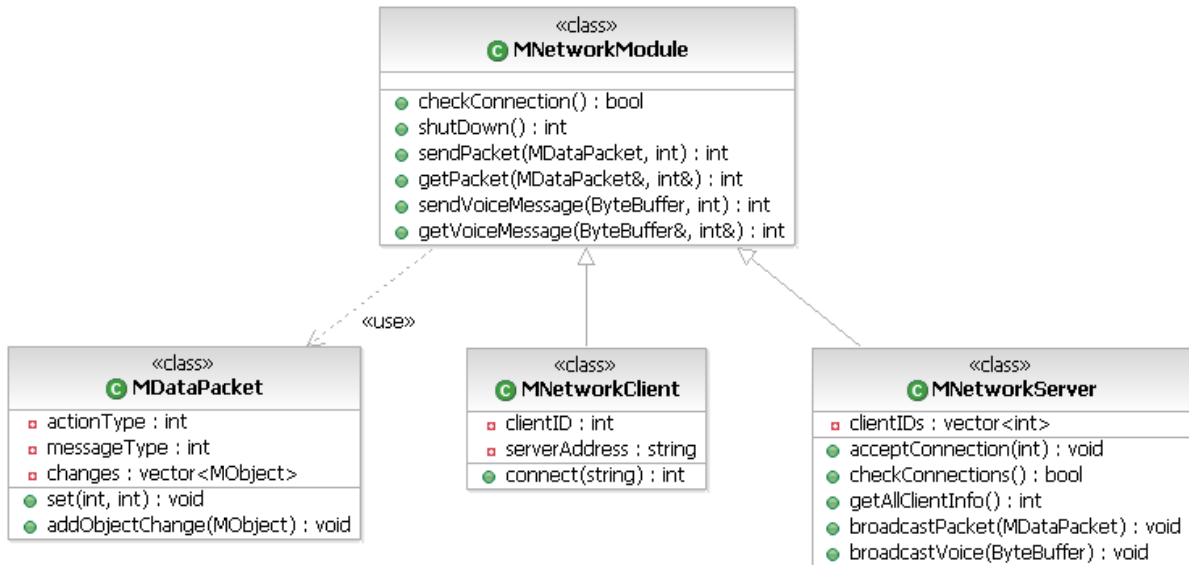 «class»
C MNetworkModule
checkConnection() : bool
shutDown() : int
sendPacket(MDataPacket, int) : int
getPacket(MDataPacket&, int&) : int
sendVoiceMessage(ByteBuffer, int) : int
getVoiceMessage(ByteBuffer&, int&) : int
«use»
«class»
C MDataPacket
actionType : int
messageType : int
changes : vector<MObject>
set(int, int) : void
addObjectChange(MObject) : void
«class»
C MNetworkClient
clientID : int
serverAddress : string
connect(string) : int
«class»
C MNetworkServer
clientIDs : vector<int>
acceptConnection(int) : void
checkConnections() : bool
getAllClientInfo() : int
broadcastPacket(MDataPacket) : void
broadcastVoice(ByteBuffer) : void